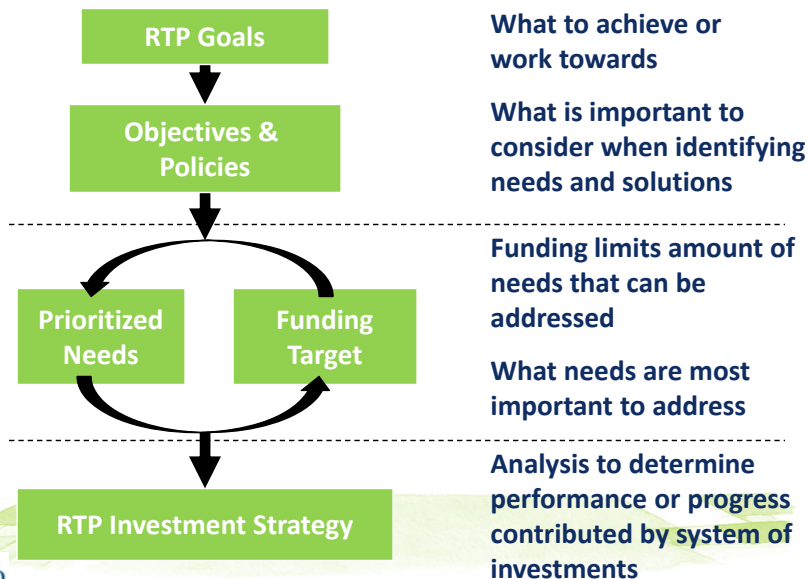 RTP Goals
What to achieve or
work towards
Objectives &
Policies
What is important to
consider when identifying
needs and solutions
Prioritized
Needs
Funding
Target
Funding limits amount of
needs that can be
addressed
What needs are most
important to address
RTP Investment Strategy
Analysis to determine
performance or progress
contributed by system of
investments